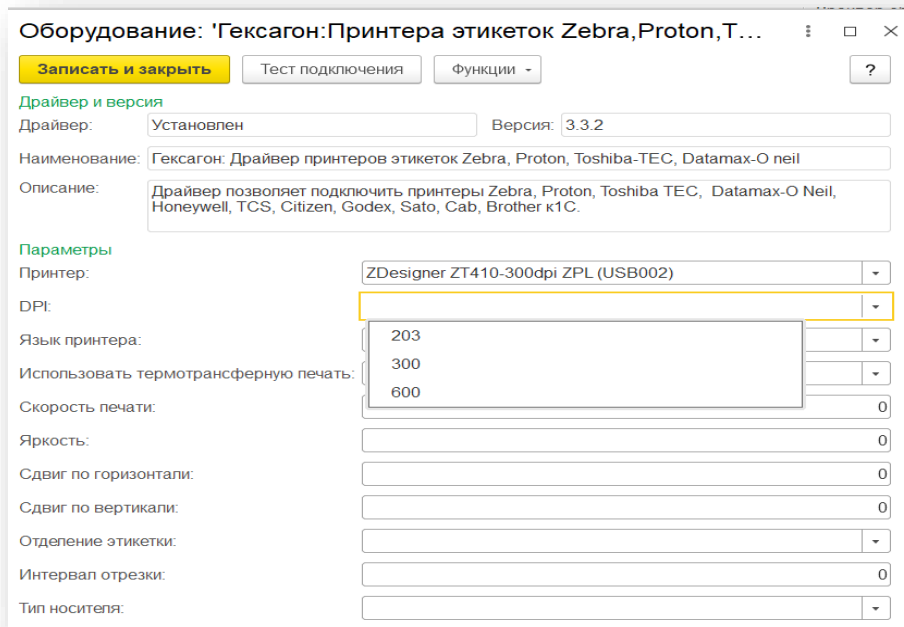 Оборудование: 'Гексагон:Принтера этикеток Zebra,Proton,T...
Записать и закрыть Тест подключения Функции ?
Драйвер и версия
Драйвер: Установлен Версия: 3.3.2
Наименование: Гексагон: Драйвер принтеров этикеток Zebra, Proton, Toshiba-TEC, Datamax-O neil
Описание: Драйвер позволяет подключить принтеры Zebra, Proton, Toshiba TEC, Datamax-O Neil,
Honeywell, TCS, Citizen, Godex, Sato, Cab, Brother к1С.
Параметры
Принтер: ZDesigner ZT410-300dpi ZPL (USB002)
DPI:
203
Язык принтера:
300
Использовать термотрансферную печать:
600
Скорость печати: 0
Яркость: 0
Сдвиг по горизонтали: 0
Сдвиг по вертикали: 0
Отделение этикетки:
Интервал отрезки: 0
Тип носителя: